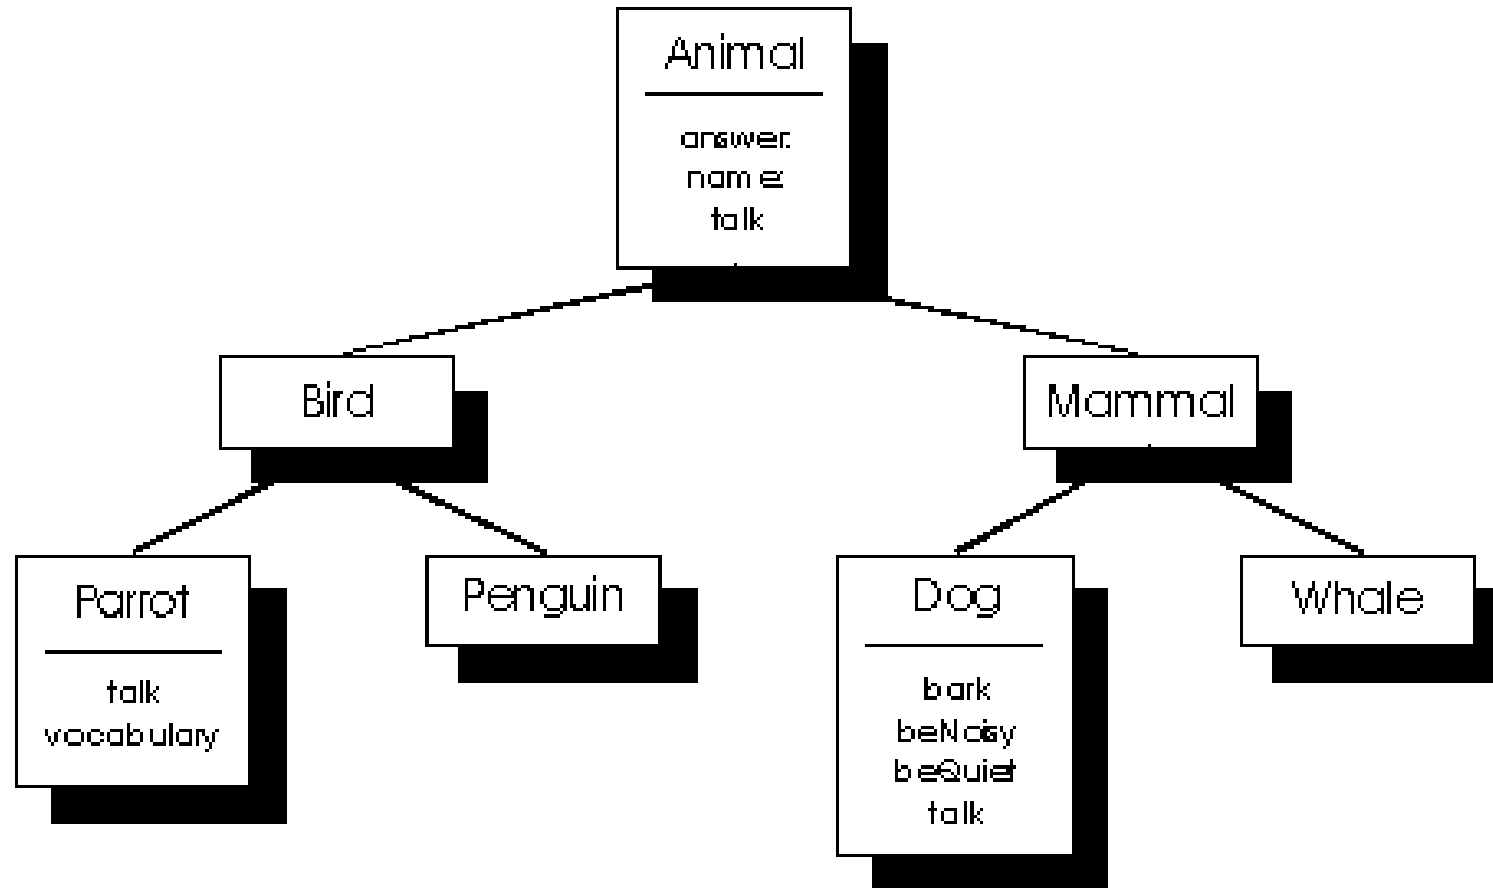 Animal
answer:
name:
talk
Bird
Mammal
Parrot
talk
vocabulary
Penguin
Dog
bark
beNoisy
beQuiet
talk
Whale